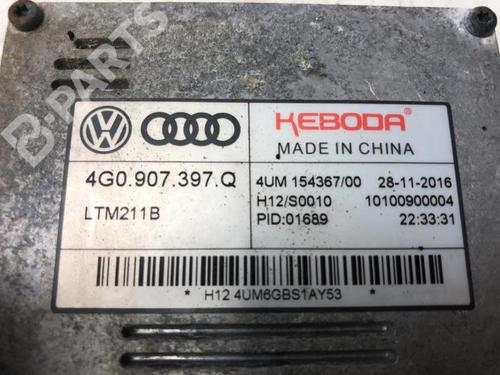 B-PARTS
KEBODA®
MADE IN CHINA
4G0.907.397.Q
4UM 154367/00 28-11-2016
LTM211B
H12/S0010 10100900004
PID:01689 22:33:31
* H12 4UM6GBS1AY53 *